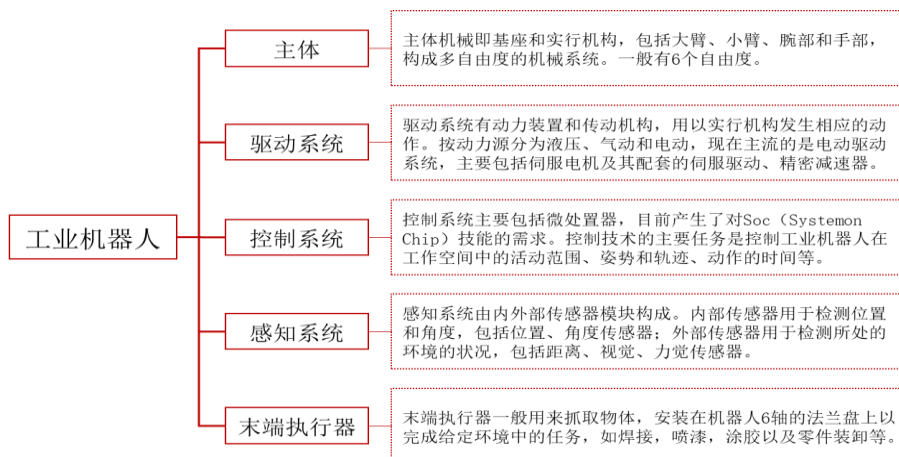 工业机器人
主体
主体机械即基座和实行机构，包括大臂、小臂、腕部和手部，
构成多自由度的机械系统。一般有6个自由度。
驱动系统
驱动系统有动力装置和传动机构，用以实行机构发生相应的动
作。按动力源分为液压、气动和电动，现在主流的是电动驱动
系统，主要包括伺服电机及其配套的伺服驱动、精密减速器。
控制系统
控制系统主要包括微处置器，目前产生了对Soc（Systemon
Chip）技能的需求。控制技术的主要任务是控制工业机器人在
工作空间中的活动范围、姿势和轨迹、动作的时间等。
感知系统
感知系统由内外部传感器模块构成。内部传感器用于检测位置
和角度，包括位置、角度传感器；外部传感器用于检测所处的
环境的状况，包括距离、视觉、力觉传感器。
末端执行器
末端执行器一般用来抓取物体，安装在机器人6轴的法兰盘上以
完成给定环境中的任务，如焊接，喷漆，涂胶以及零件装卸等。